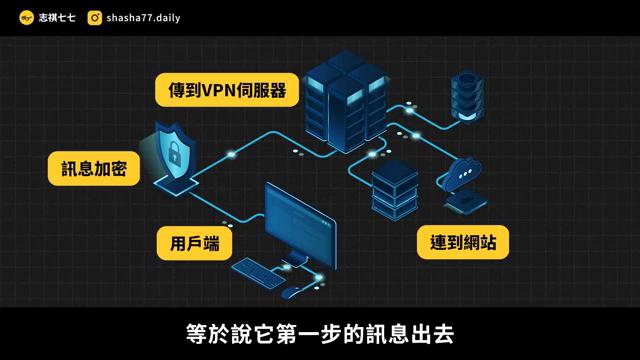 志祺七七
shasha77.daily
傳到VPN伺服器
訊息加密
用戶端
連到網站
等於說它第一步的訊息出去